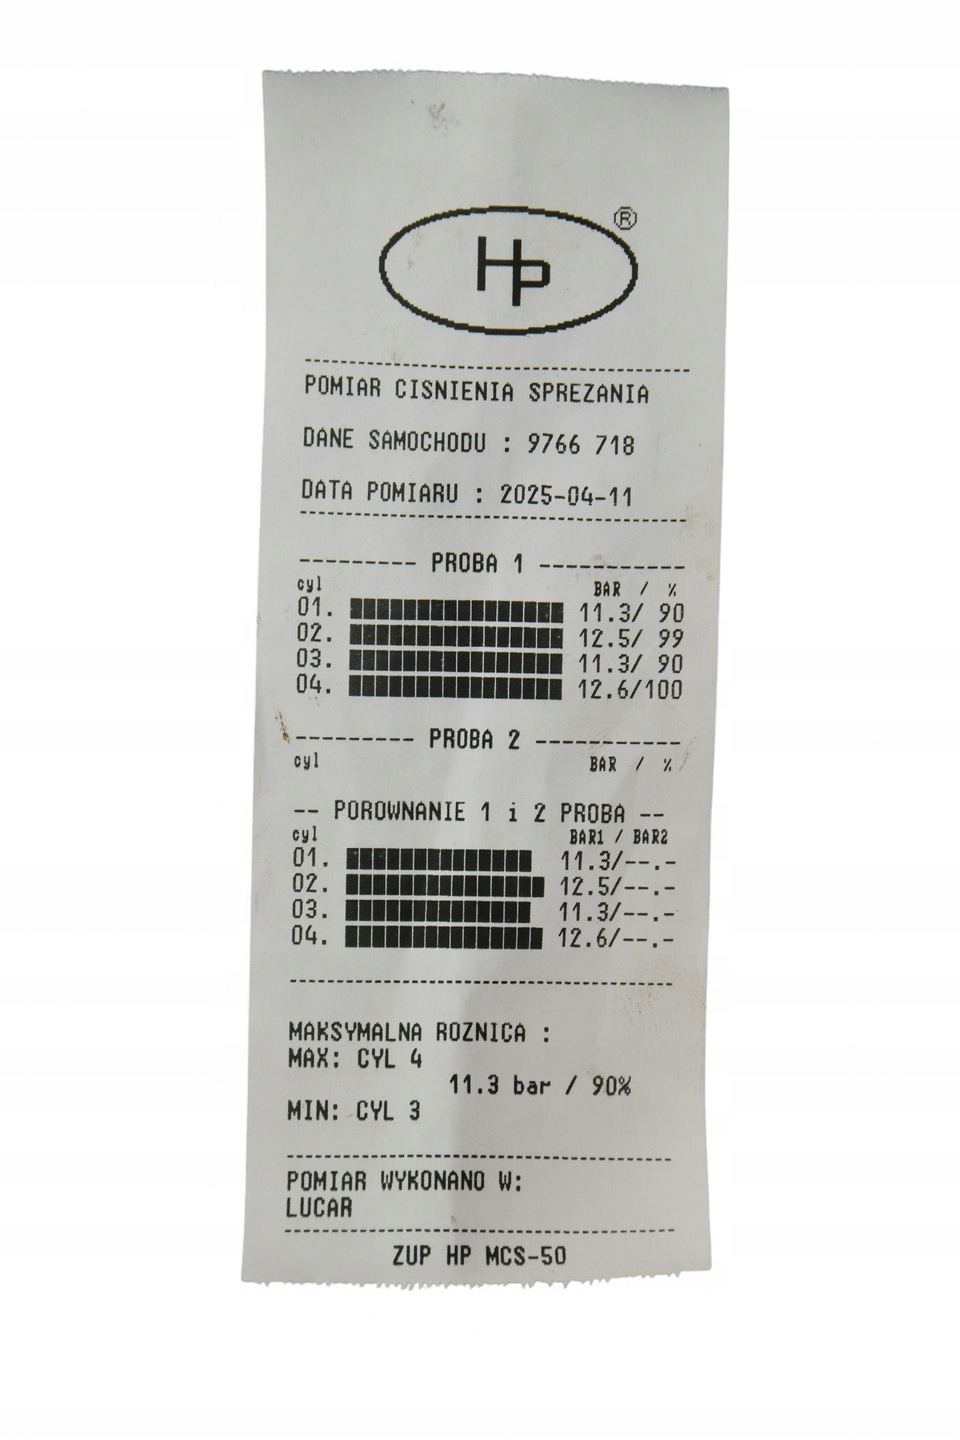 HP ®
POMIAR CISNIENIA SPREZANIA
DANE SAMOCHODU : 9766 718
DATA POMIARU : 2025-04-11
--------- PROBA 1 -----------
cyl BAR / %
01. 11.3/ 90
02. 12.5/ 99
03. 11.3/ 90
04. 12.6/100
--------- PROBA 2 -----------
cyl BAR / %
-- POROWNANIE 1 i 2 PROBA --
cyl BAR1 / BAR2
01. 11.3/--.-
02. 12.5/--.-
03. 11.3/--.-
04. 12.6/--.-
MAKSYMALNA ROZNICA :
MAX: CYL 4
11.3 bar / 90%
MIN: CYL 3
POMIAR WYKONANO W:
LUCAR
ZUP HP MCS-50